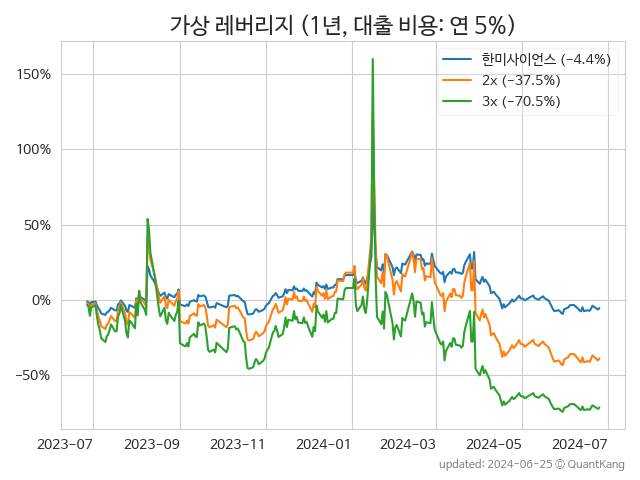 가상 레버리지 (1년, 대출 비용: 연 5%)
한미사이언스 (−4.4%)
2x (−37.5%)
3x (−70.5%)
150%
100%
50%
0%
−50%
2023-07 2023-09 2023-11 2024-01 2024-03 2024-05 2024-07
updated: 2024-06-25 © QuantKang